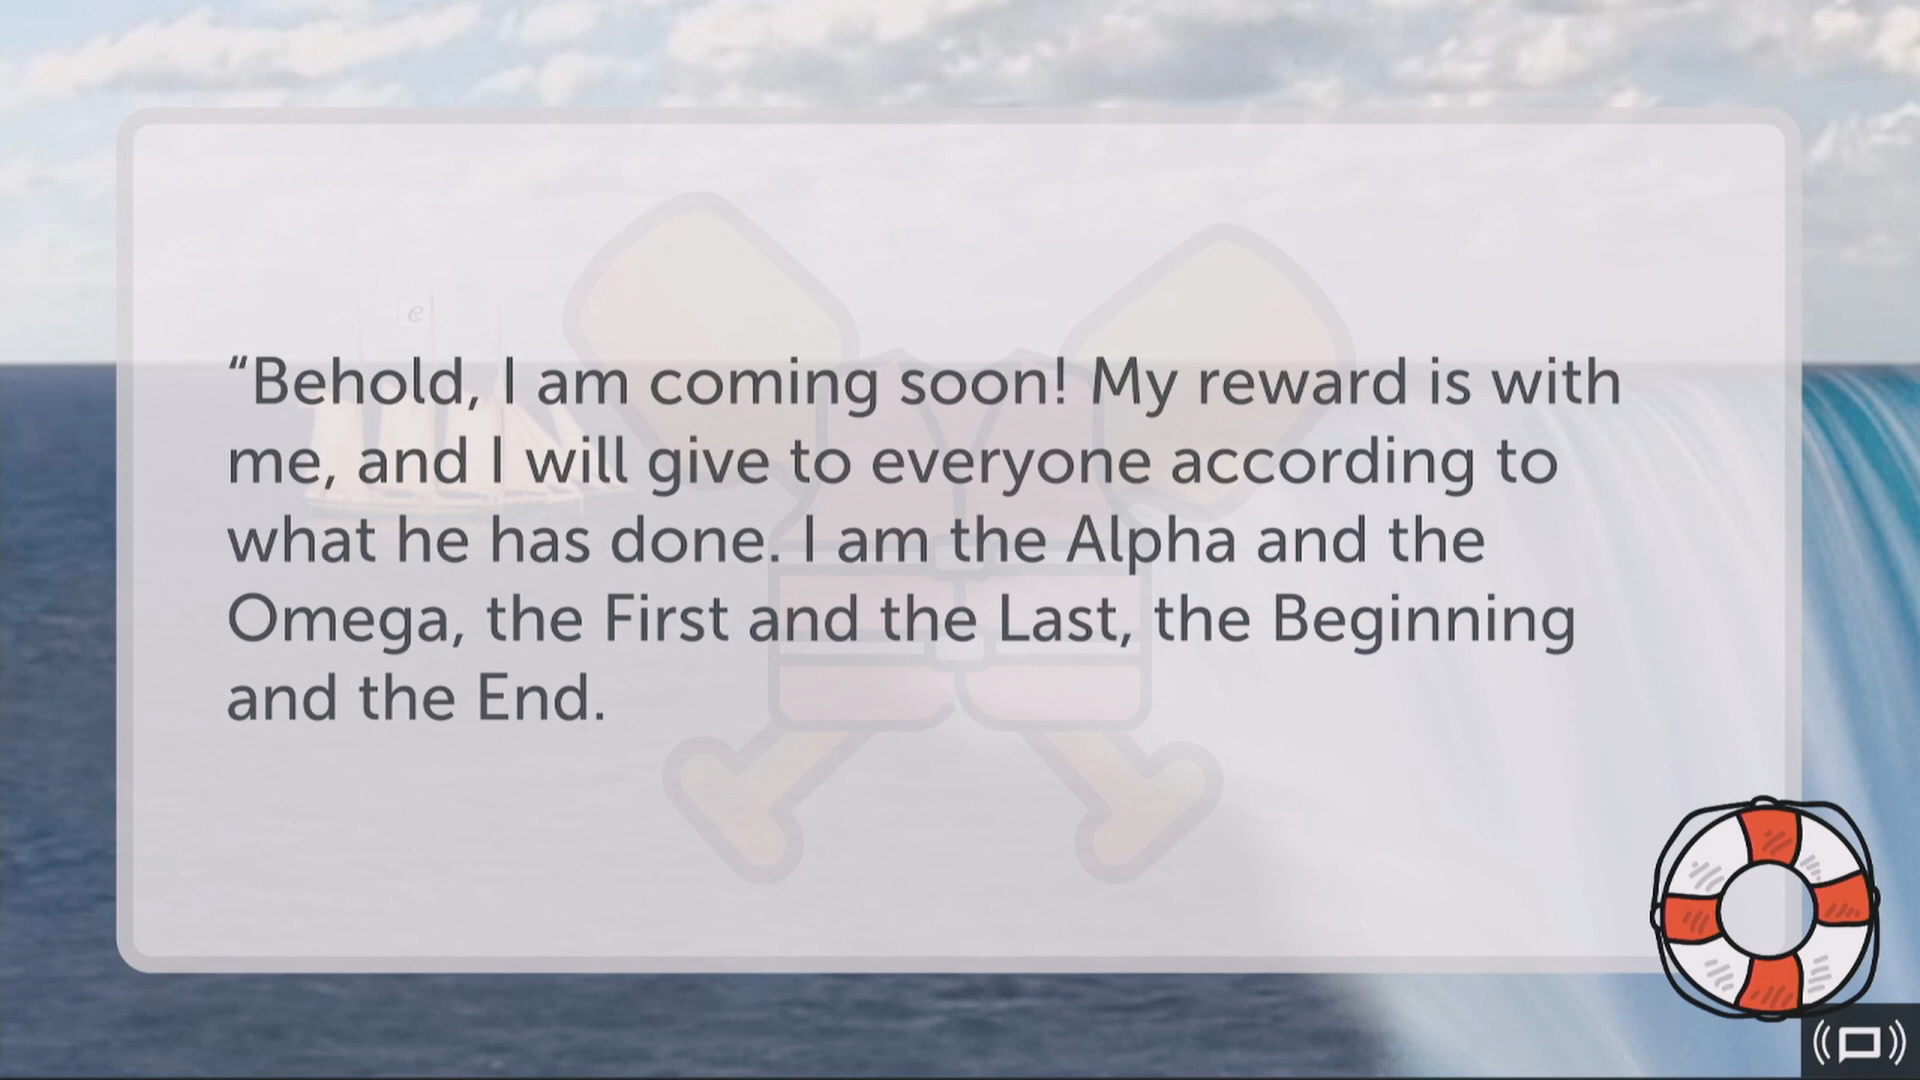 e
“Behold, I am coming soon! My reward is with
me, and I will give to everyone according to
what he has done. I am the Alpha and the
Omega, the First and the Last, the Beginning
and the End.